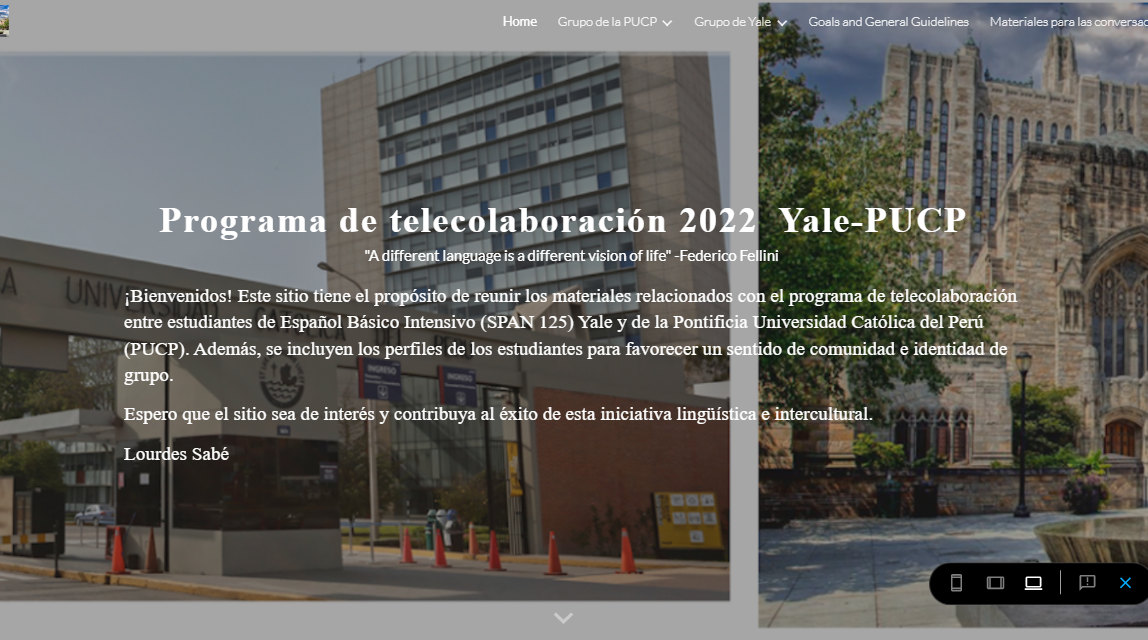 Home Grupo de la PUCP Grupo de Yale Goals and General Guidelines Materiales para las
Programa de telecolaboración 2022 Yale-PUCP
"A different language is a different vision of life" -Federico Fellini
¡Bienvenidos! Este sitio tiene el propósito de reunir los materiales relacionados con el programa de telecolaboración
entre estudiantes de Español Básico Intensivo (SPAN 125) Yale y de la Pontificia Universidad Católica del Perú
(PUCP). Además, se incluyen los perfiles de los estudiantes para favorecer un sentido de comunidad e identidad de
grupo.
Espero que el sitio sea de interés y contribuya al éxito de esta iniciativa lingüística e intercultural.
Lourdes Sabé
INGRESO
INGRESO